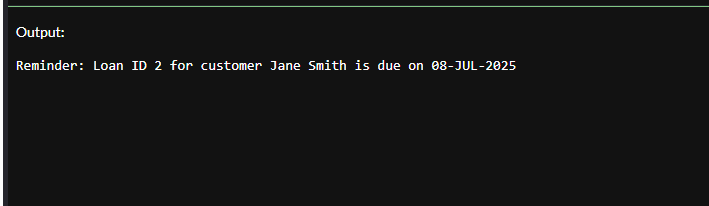 Output:
Reminder: Loan ID 2 for customer Jane Smith is due on 08-JUL-2025